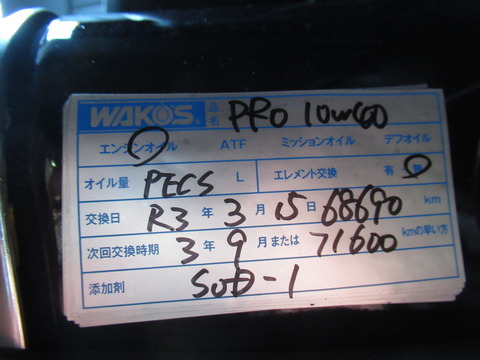 WAKO'S 品名 PRO 10W60
エンジンオイル ATF ミッションオイル デフオイル
オイル量 PECS L エレメント交換 有
交換日 R3 年 3 月 15 日 68690 km
次回交換時期 3 年 9 月または 71600 kmの早い方
添加剤 SOD-1